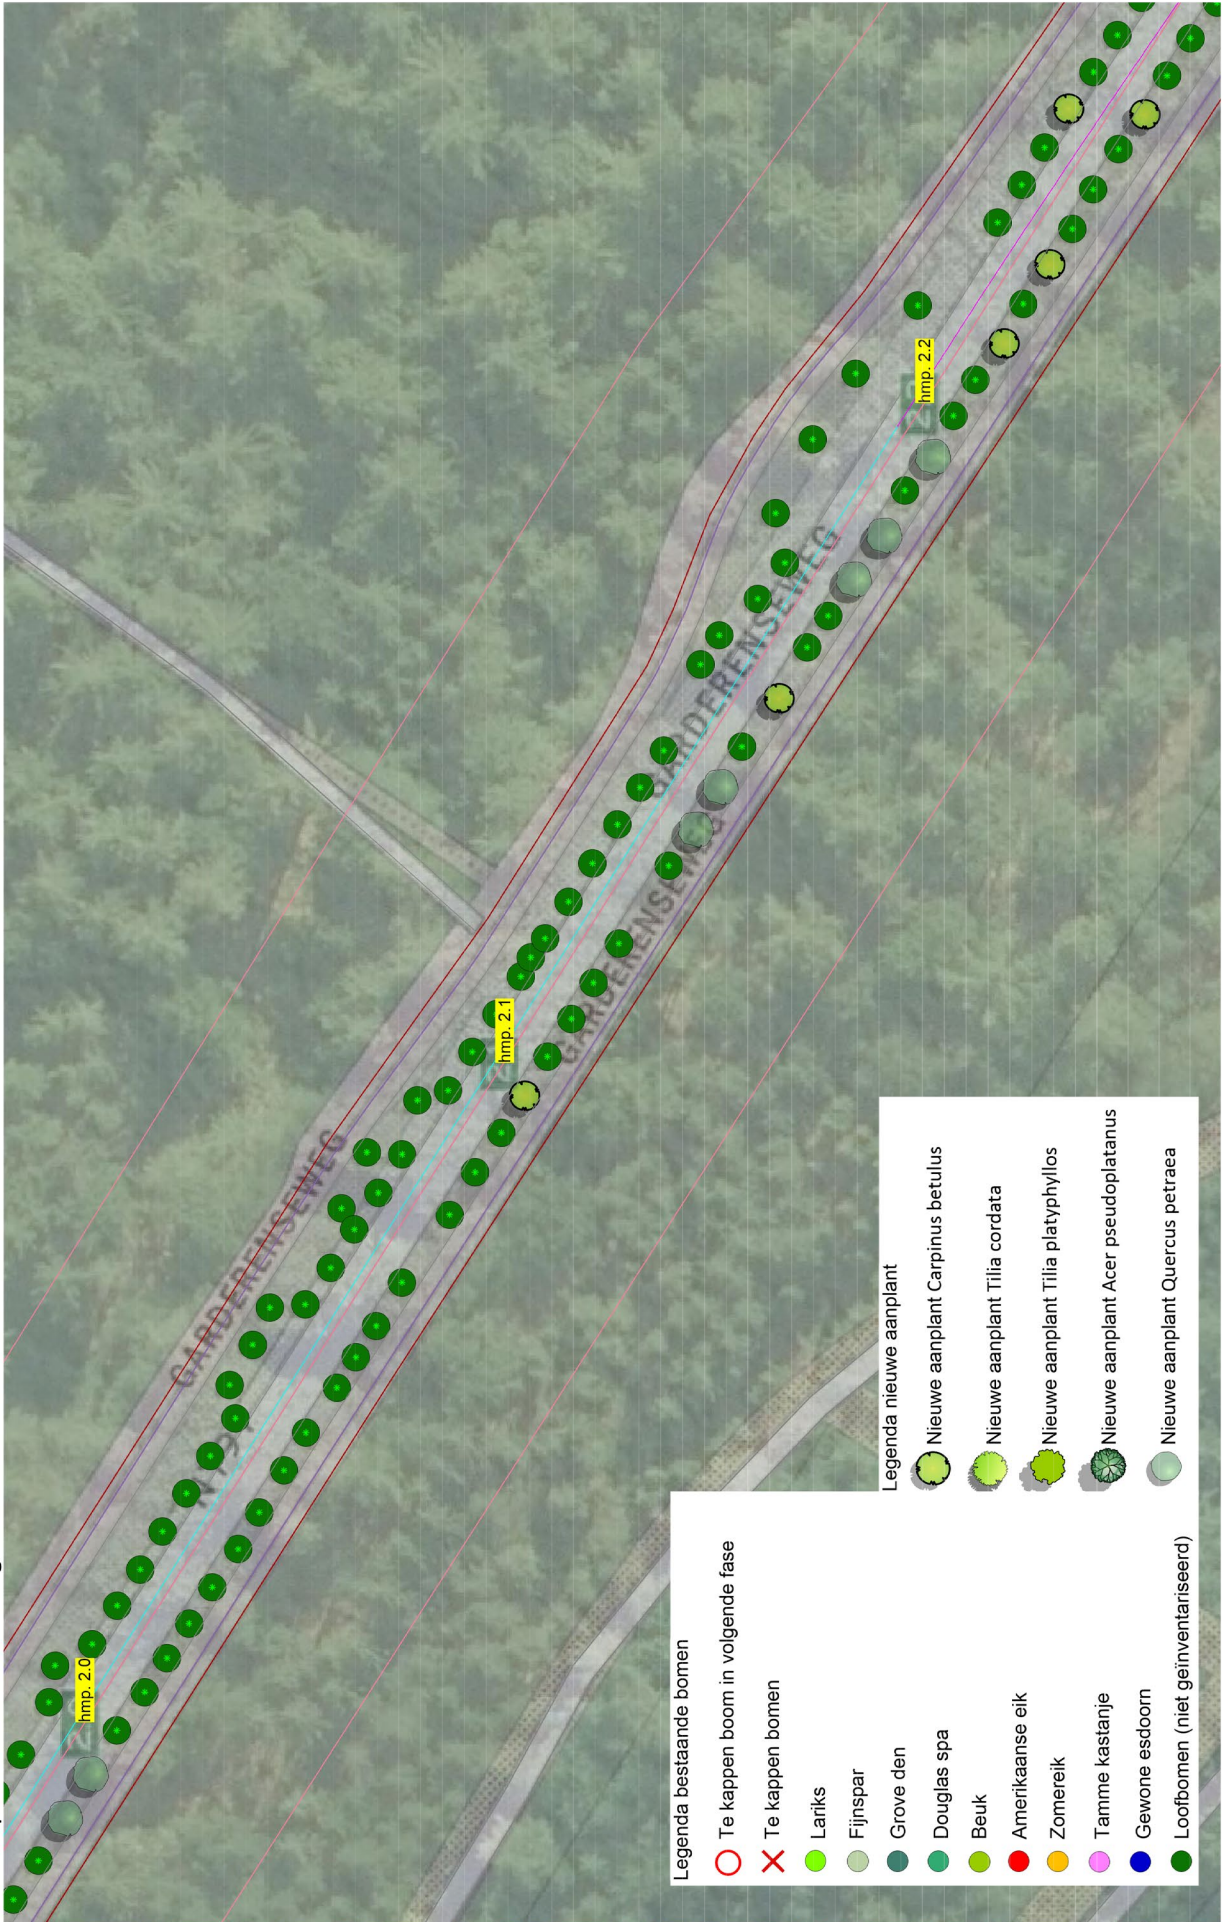 hmp. 2.0
hmp. 2.1
hmp. 2.2
GARDERENSEWEG
GARDERENSEWEG
GARDERENSEWEG
Legenda bestaande bomen
Te kappen boom in volgende fase
Te kappen bomen
Lariks
Fijnspar
Grove den
Douglas spa
Beuk
Amerikaanse eik
Zomereik
Tamme kastanje
Gewone esdoorn
Loofbomen (niet geïnventariseerd)
Legenda nieuwe aanplant
Nieuwe aanplant Carpinus betulus
Nieuwe aanplant Tilia cordata
Nieuwe aanplant Tilia platyphyllos
Nieuwe aanplant Acer pseudoplatanus
Nieuwe aanplant Quercus petraea